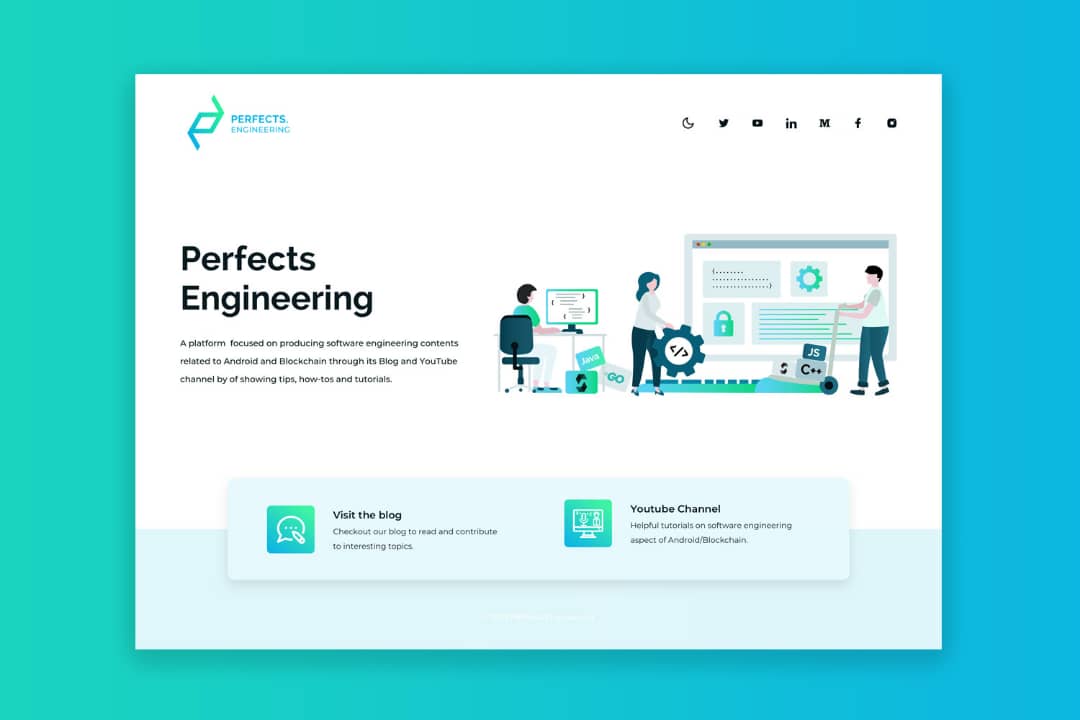 PERFECTS.
ENGINEERING
M
Perfects
Engineering
A platform focused on producing software engineering contents
related to Android and Blockchain through its Blog and YouTube
channel by of showing tips, how-tos and tutorials.
{........
................
................}
{ }
{ }
{ }
</>
Java
GO
JS
C++
Visit the blog
Checkout our blog to read and contribute
to interesting topics.
Youtube Channel
Helpful tutorials on software engineering
aspect of Android/Blockchain.